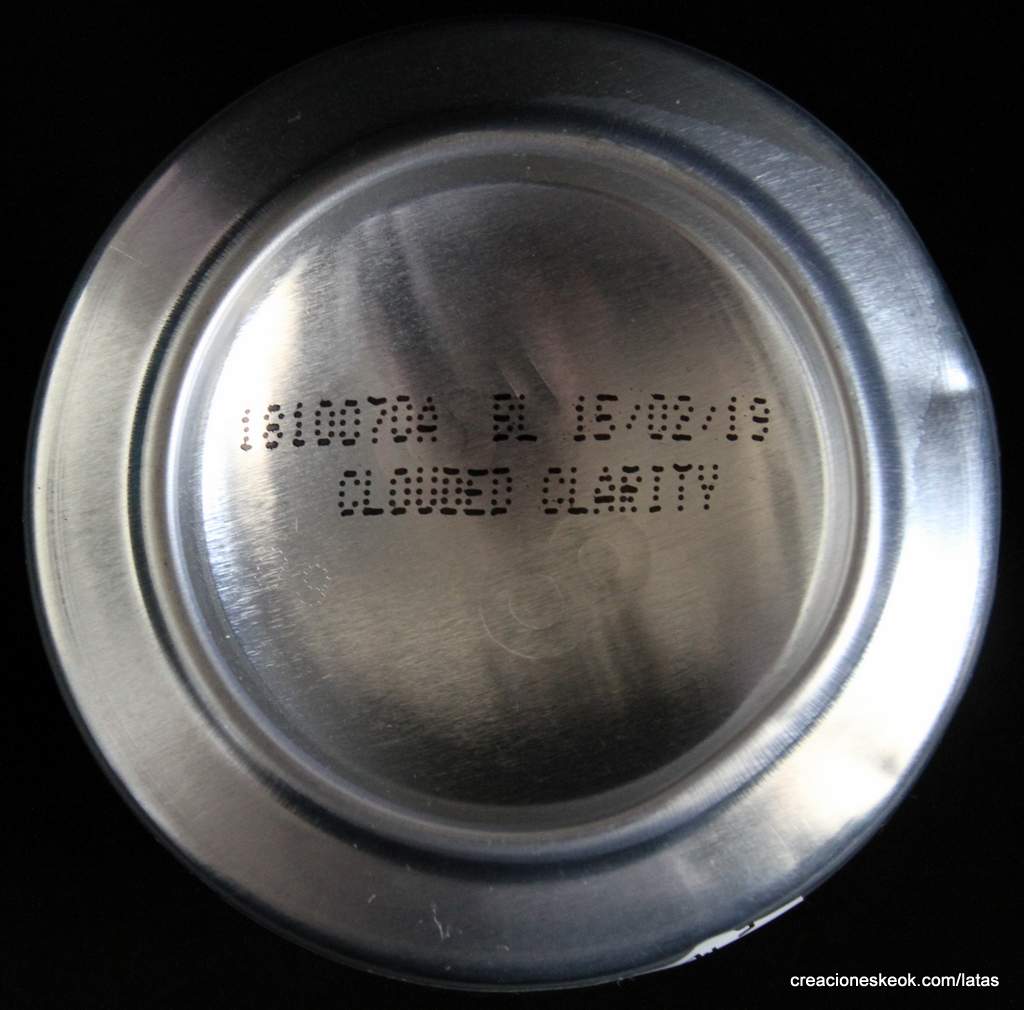 1810070A BL 15/02/19
CLOUDED CLARITY
creacioneskeok.com/latas